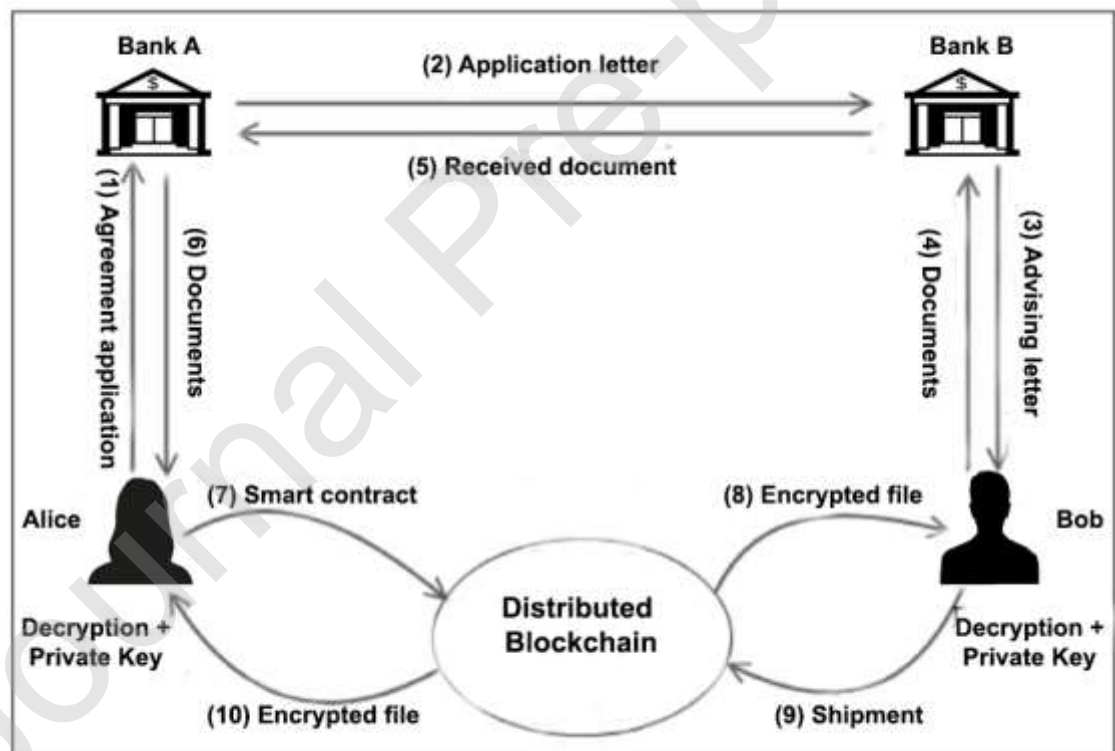 Bank A
Bank B
(2) Application letter
$
$
(5) Received document
(1) Agreement application
(6) Documents
(4) Documents
(3) Advising letter
(7) Smart contract
(8) Encrypted file
Alice
Bob
Distributed
Blockchain
Decryption +
Private Key
Decryption +
Private Key
(10) Encrypted file
(9) Shipment
Journal Pre-p